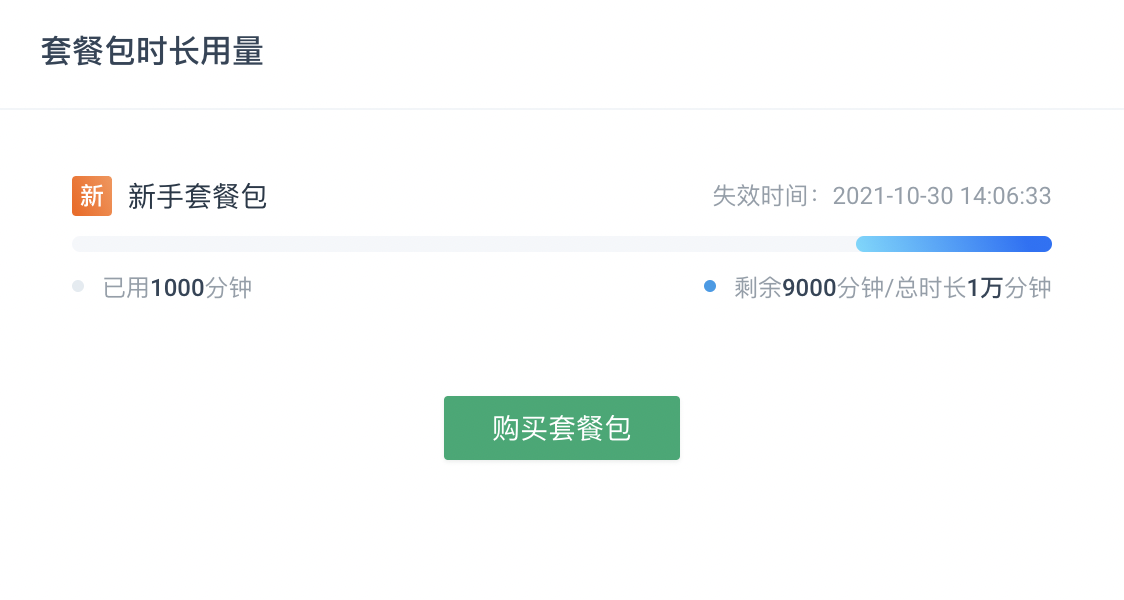 套餐包时长用量
新 新手套餐包 失效时间：2021-10-30 14:06:33
已用1000分钟 剩余9000分钟/总时长1万分钟
购买套餐包